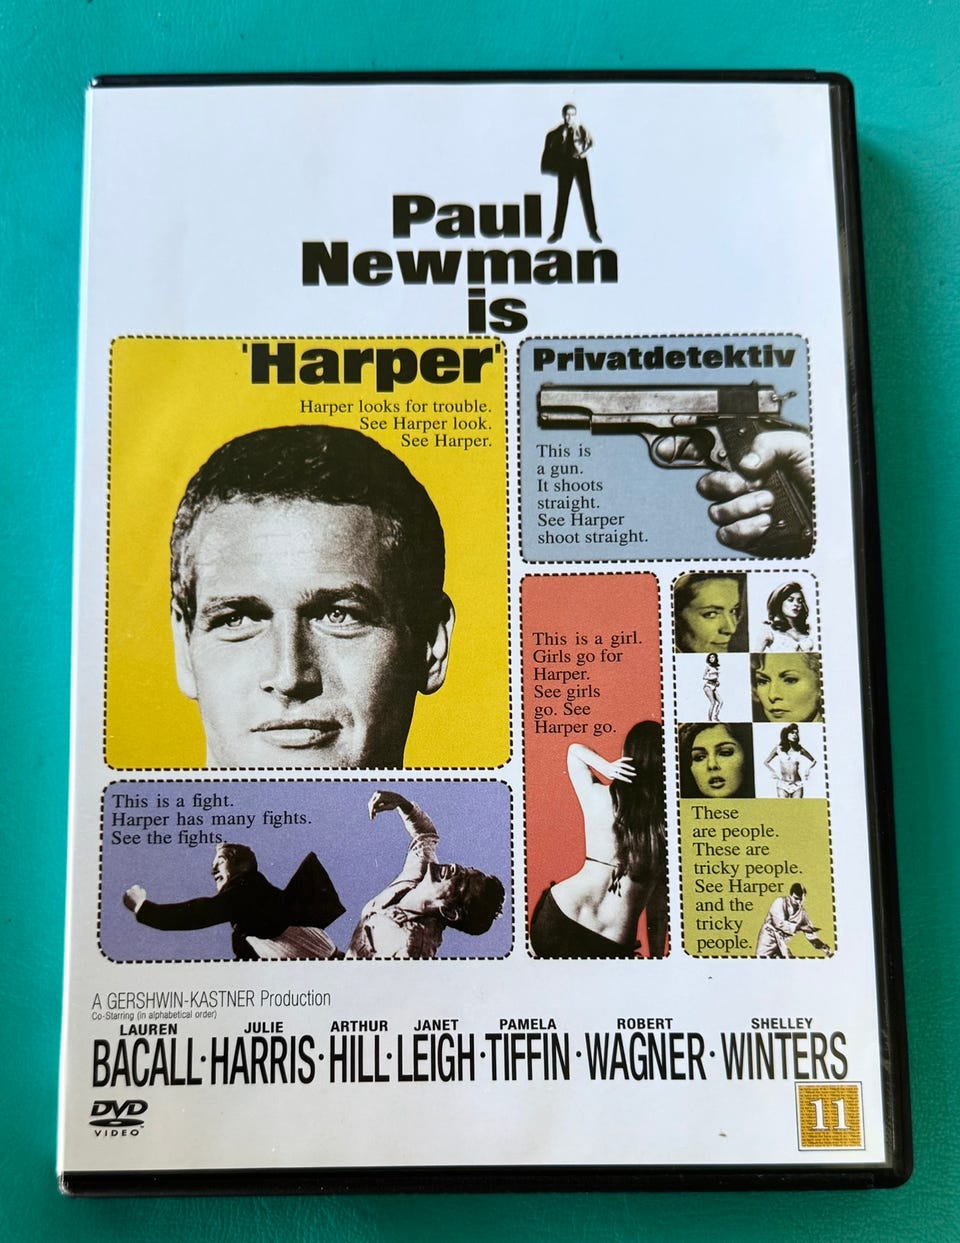 Paul
Newman
is
'Harper'
Harper looks for trouble.
See Harper look.
See Harper.
Privatdetektiv
This is
a gun.
It shoots
straight.
See Harper
shoot straight.
This is a girl.
Girls go for
Harper.
See girls
go. See
Harper go.
These
are people.
These are
tricky people.
See Harper
and the
tricky
people.
This is a fight.
Harper has many fights.
See the fights.
A GERSHWIN-KASTNER Production
Co-Starring (in alphabetical order)
LAUREN BACALL · JULIE HARRIS · ARTHUR HILL · JANET LEIGH · PAMELA TIFFIN · ROBERT WAGNER · SHELLEY WINTERS
DVD
VIDEO
11